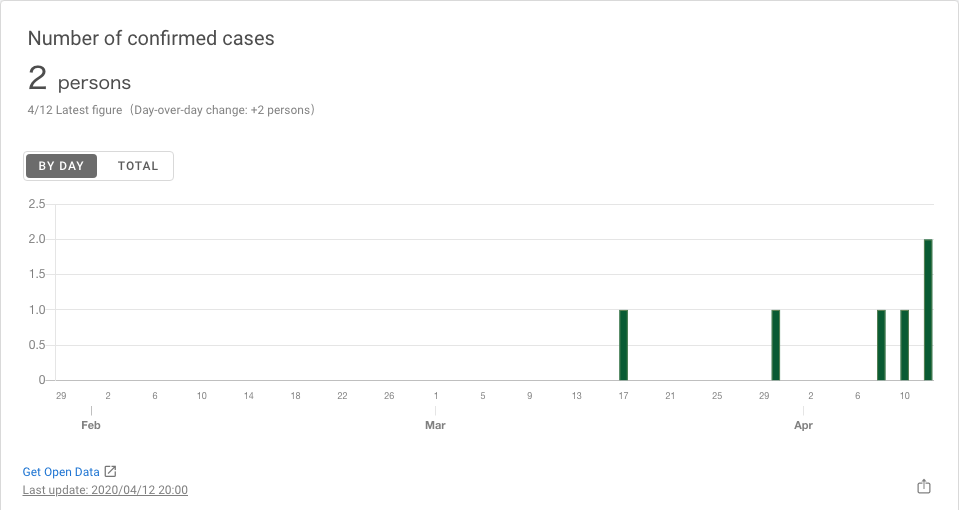 Number of confirmed cases
2 persons
4/12 Latest figure（Day-over-day change: +2 persons）
BY DAY TOTAL
2.5
2.0
1.5
1.0
0.5
0
29 2 6 10 14 18 22 26 1 5 9 13 17 21 25 29 2 6 10
Feb Mar Apr
Get Open Data
Last update: 2020/04/12 20:00